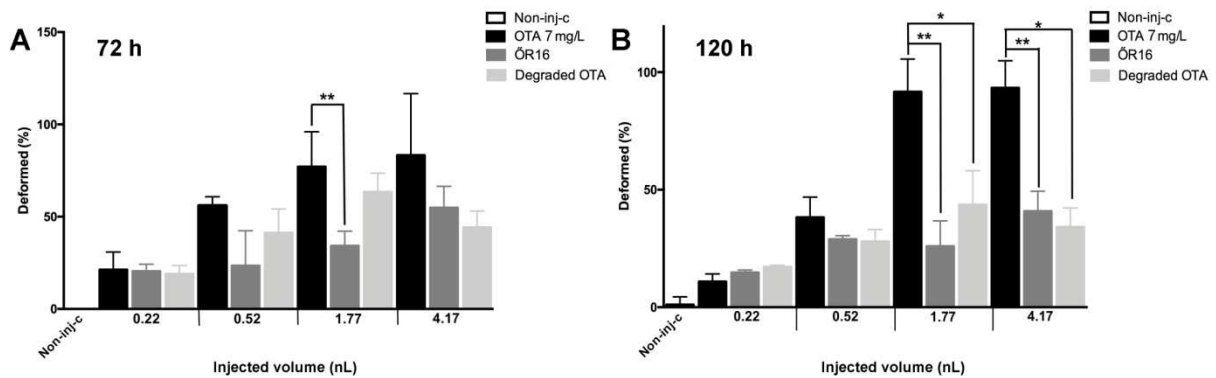 A
72 h
Non-inj-c
OTA 7 mg/L
ŐR16
Degraded OTA
**
Deformed (%)
150
100
50
0
Non-inj-c
0.22
0.52
1.77
4.17
Injected volume (nL)
B
120 h
Non-inj-c
OTA 7 mg/L
ŐR16
Degraded OTA
*
**
*
**
Deformed (%)
100
50
0
Non-inj-c
0.22
0.52
1.77
4.17
Injected volume (nL)